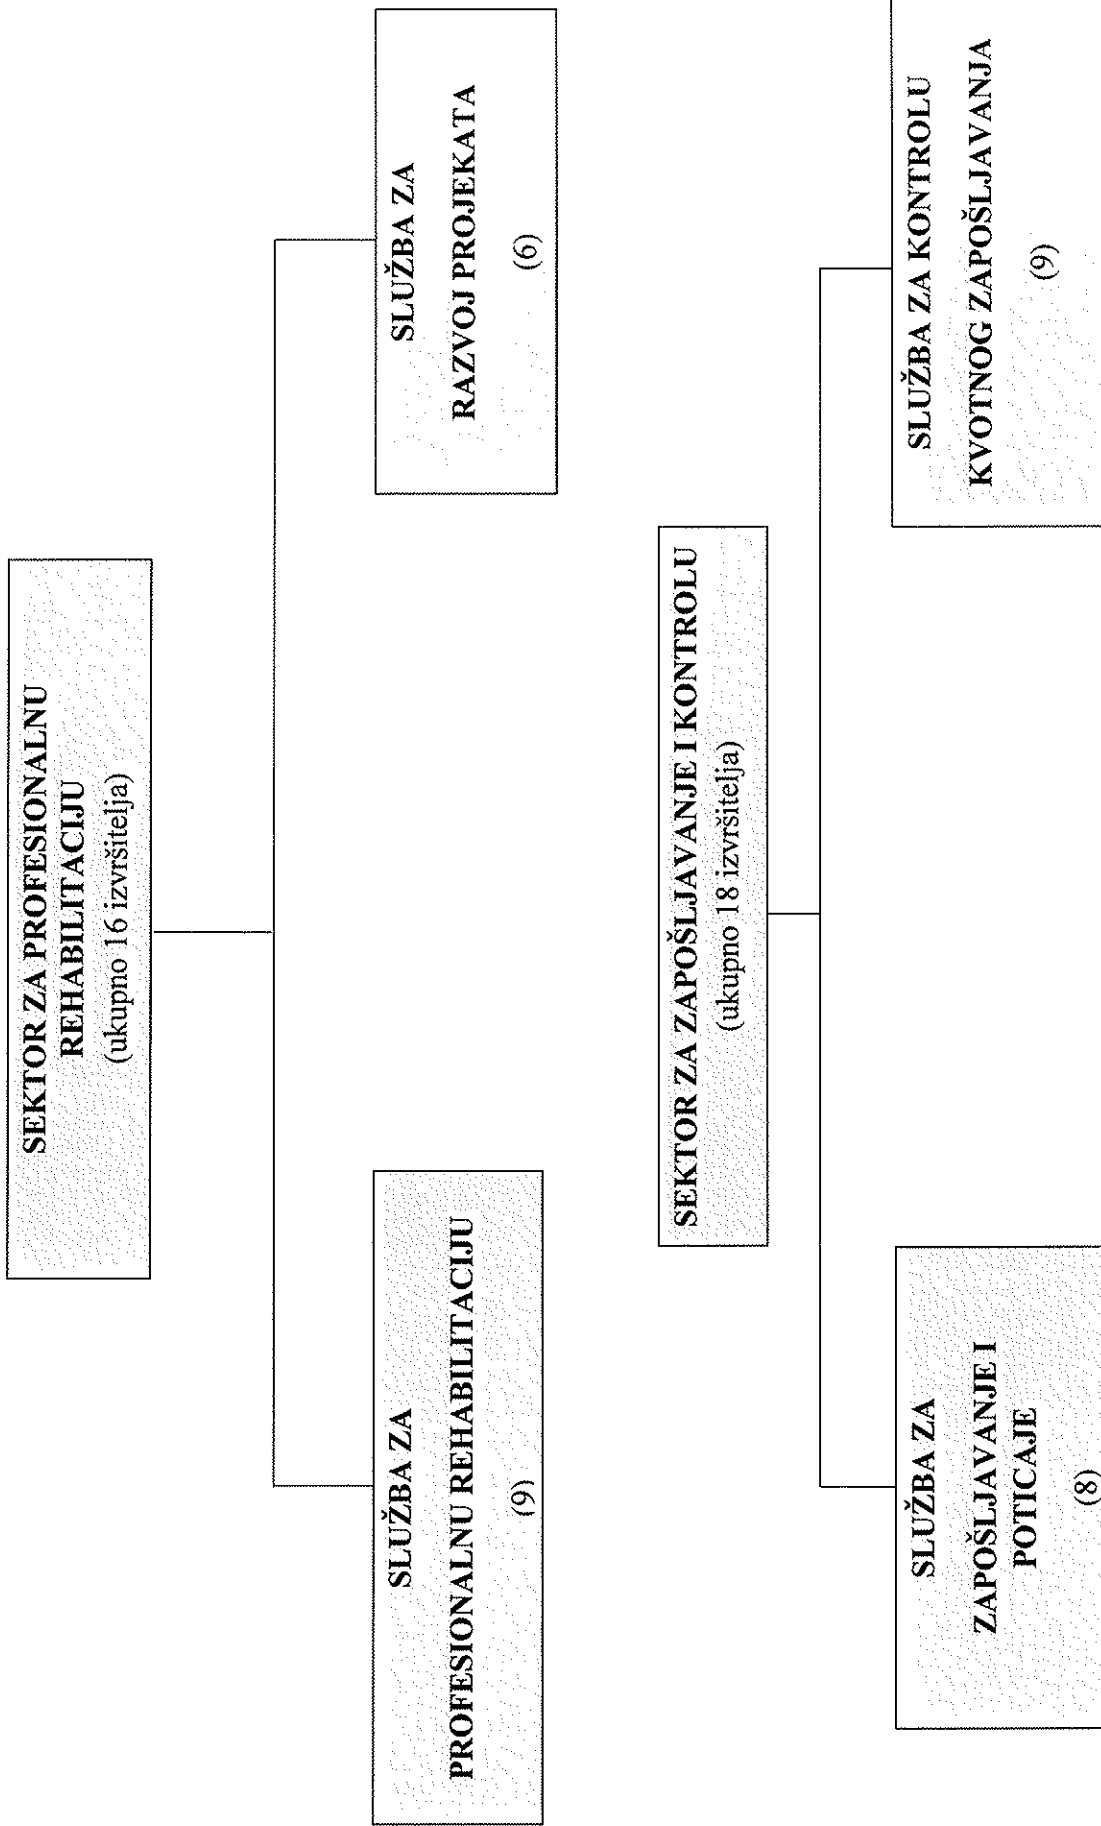 SEKTOR ZA PROFESIONALNU
REHABILITACIJU
(ukupno 16 izvršitelja)
SLUŽBA ZA
PROFESIONALNU REHABILITACIJU
(9)
SLUŽBA ZA
RAZVOJ PROJEKATA
(6)
SEKTOR ZA ZAPOŠLJAVANJE I KONTROLU
(ukupno 18 izvršitelja)
SLUŽBA ZA
ZAPOŠLJAVANJE I
POTICAJE
(8)
SLUŽBA ZA KONTROLU
KVOTNOG ZAPOŠLJAVANJA
(9)